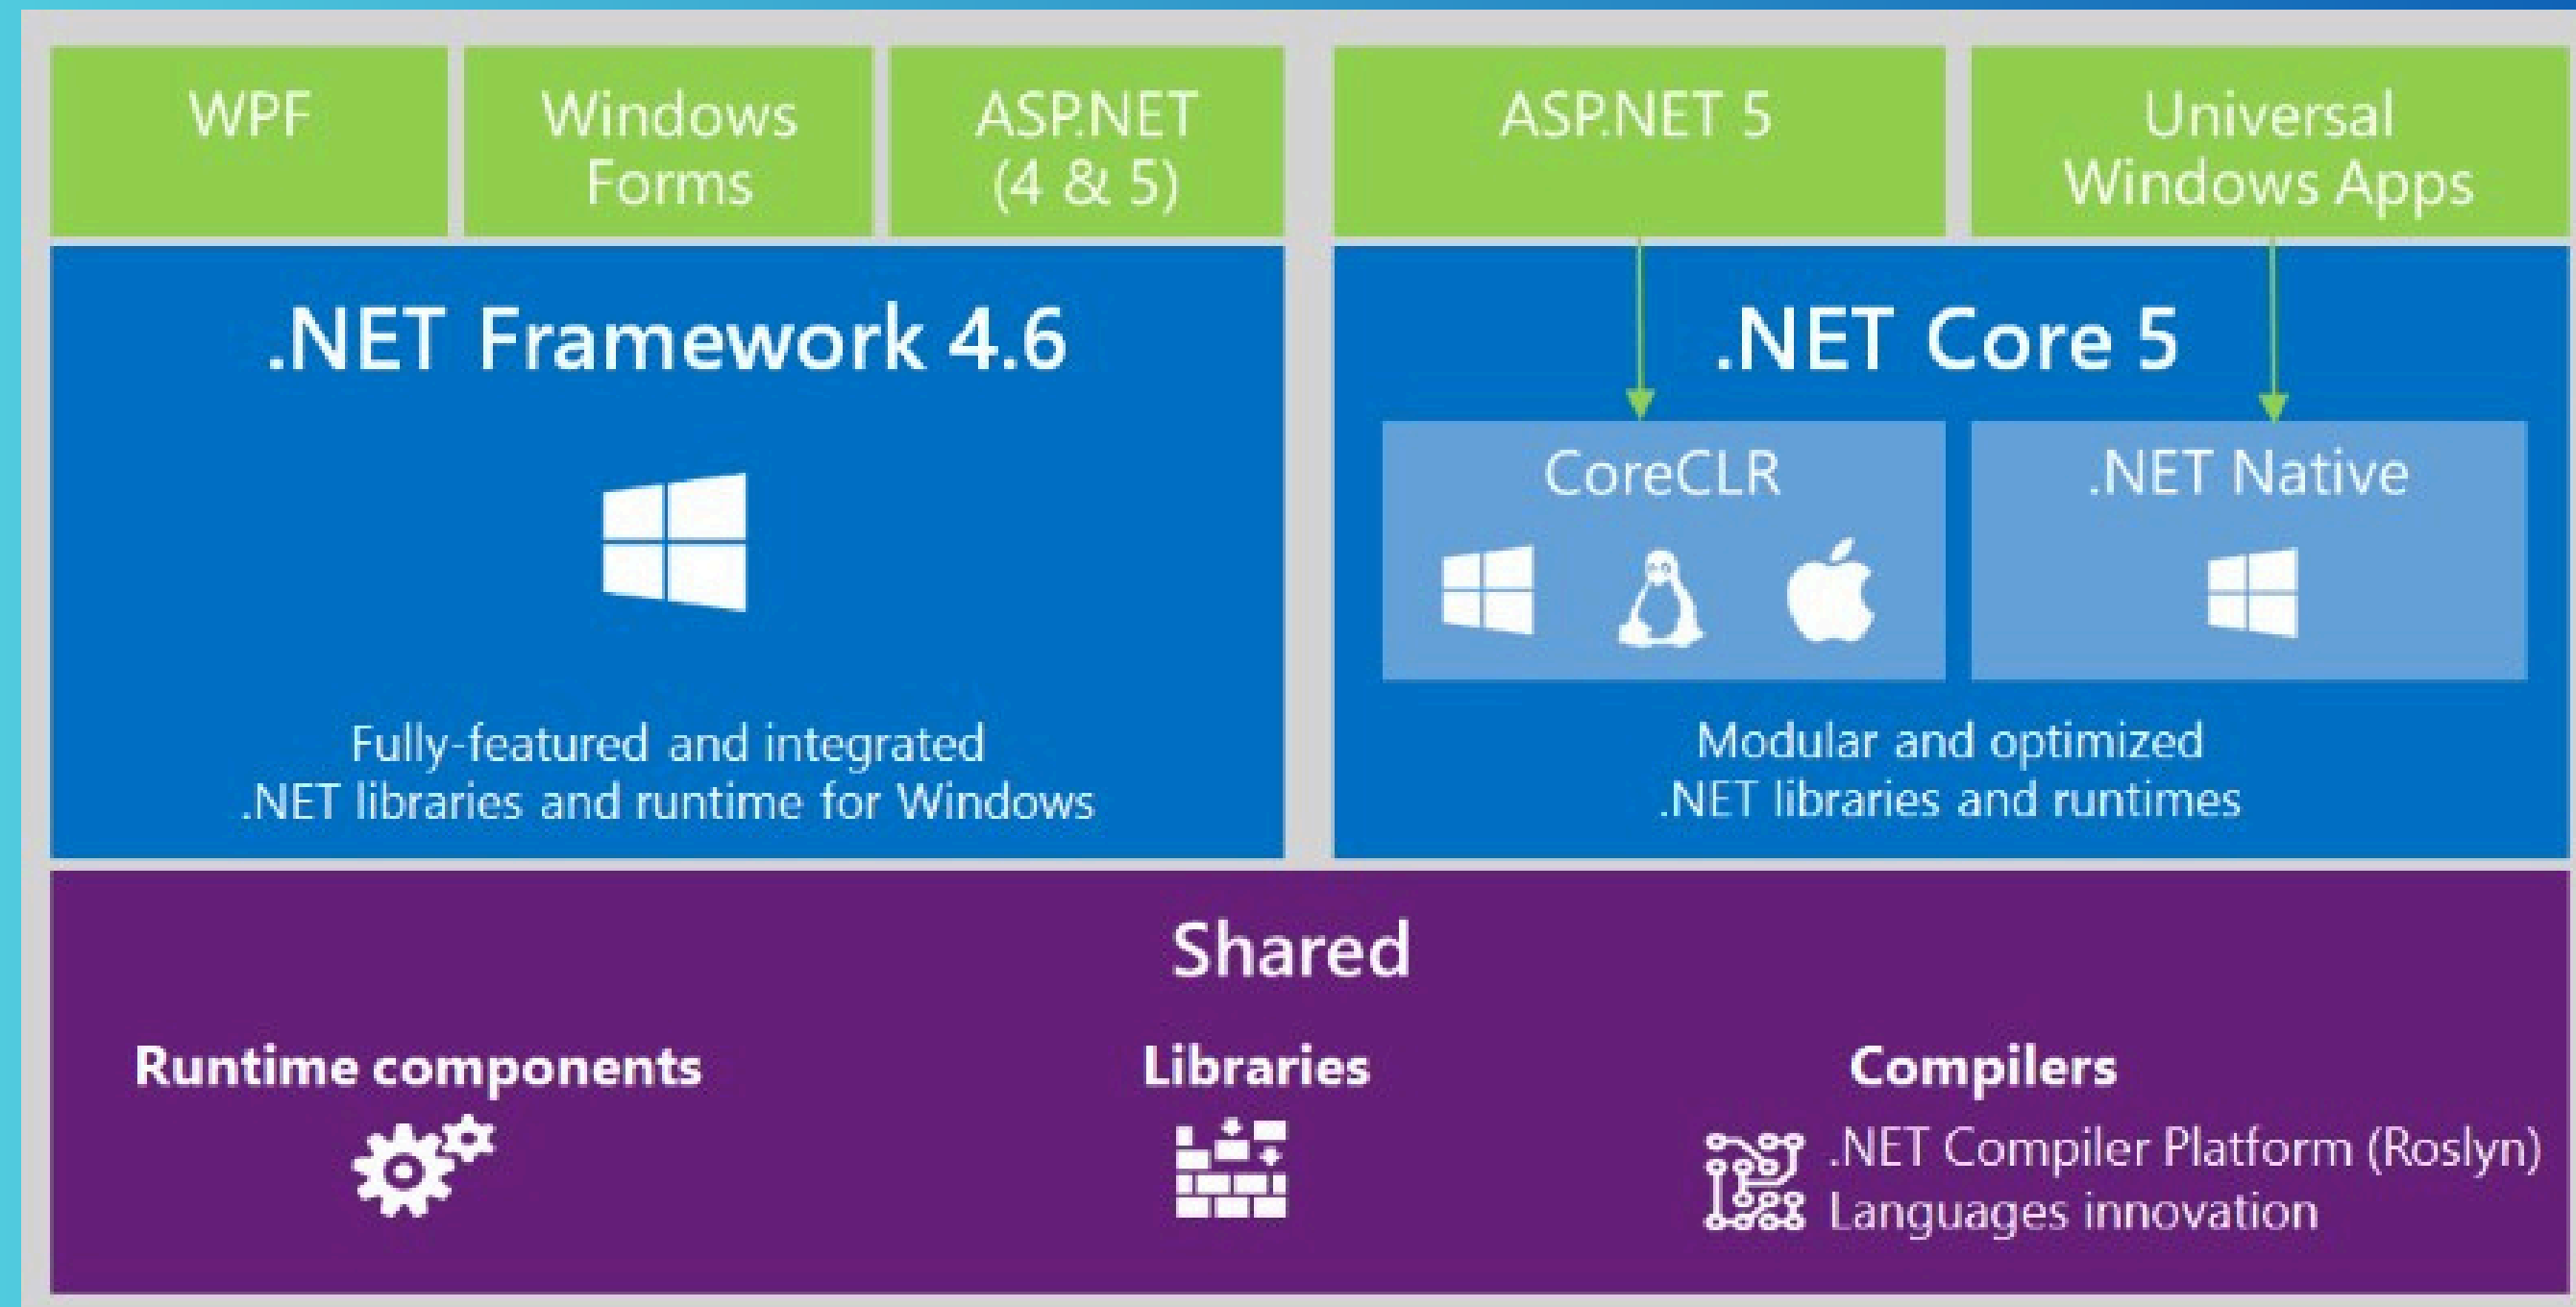 WPF
Windows
Forms
ASP.NET
(4 & 5)
ASP.NET 5
Universal
Windows Apps
.NET Framework 4.6
Fully-featured and integrated
.NET libraries and runtime for Windows
.NET Core 5
CoreCLR
.NET Native
Modular and optimized
.NET libraries and runtimes
Shared
Runtime components
Libraries
Compilers
.NET Compiler Platform (Roslyn)
Languages innovation